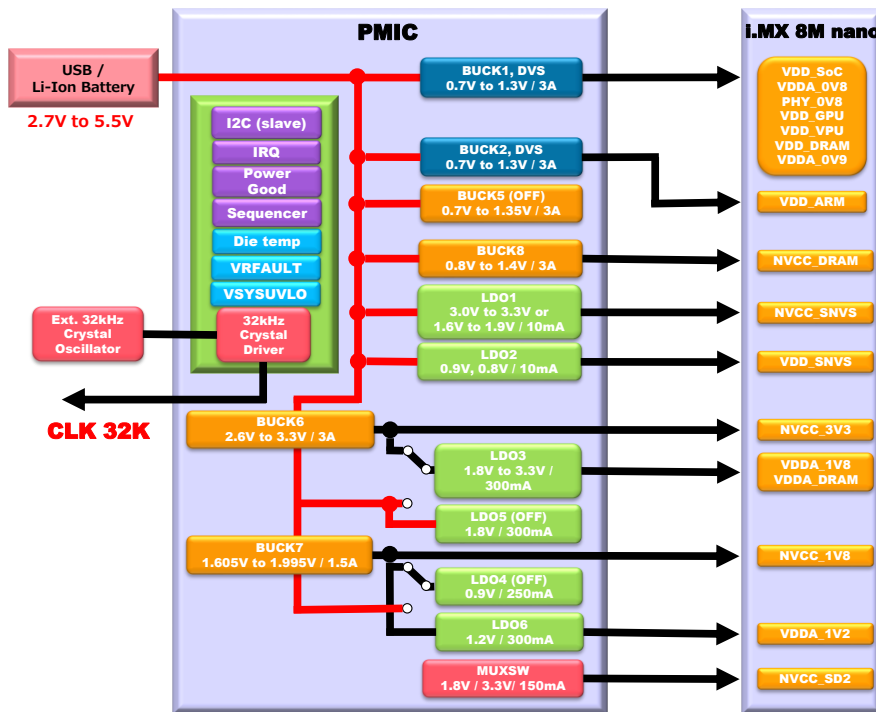 PMIC
i.MX 8M nano
USB /
Li-Ion Battery
2.7V to 5.5V
I2C (slave)
IRQ
Power
Good
Sequencer
Die temp
VRFAULT
VSYSUVLO
32kHz
Crystal
Driver
Ext. 32kHz
Crystal
Oscillator
CLK 32K
BUCK1, DVS
0.7V to 1.3V / 3A
BUCK2, DVS
0.7V to 1.3V / 3A
BUCK5 (OFF)
0.7V to 1.35V / 3A
BUCK8
0.8V to 1.4V / 3A
LDO1
3.0V to 3.3V or
1.6V to 1.9V / 10mA
LDO2
0.9V, 0.8V / 10mA
BUCK6
2.6V to 3.3V / 3A
LDO3
1.8V to 3.3V /
300mA
LDO5 (OFF)
1.8V / 300mA
BUCK7
1.605V to 1.995V / 1.5A
LDO4 (OFF)
0.9V / 250mA
LDO6
1.2V / 300mA
MUXSW
1.8V / 3.3V/ 150mA
VDD_SoC
VDDA_0V8
PHY_0V8
VDD_GPU
VDD_VPU
VDD_DRAM
VDDA_0V9
VDD_ARM
NVCC_DRAM
NVCC_SNVS
VDD_SNVS
NVCC_3V3
VDDA_1V8
VDDA_DRAM
NVCC_1V8
VDDA_1V2
NVCC_SD2